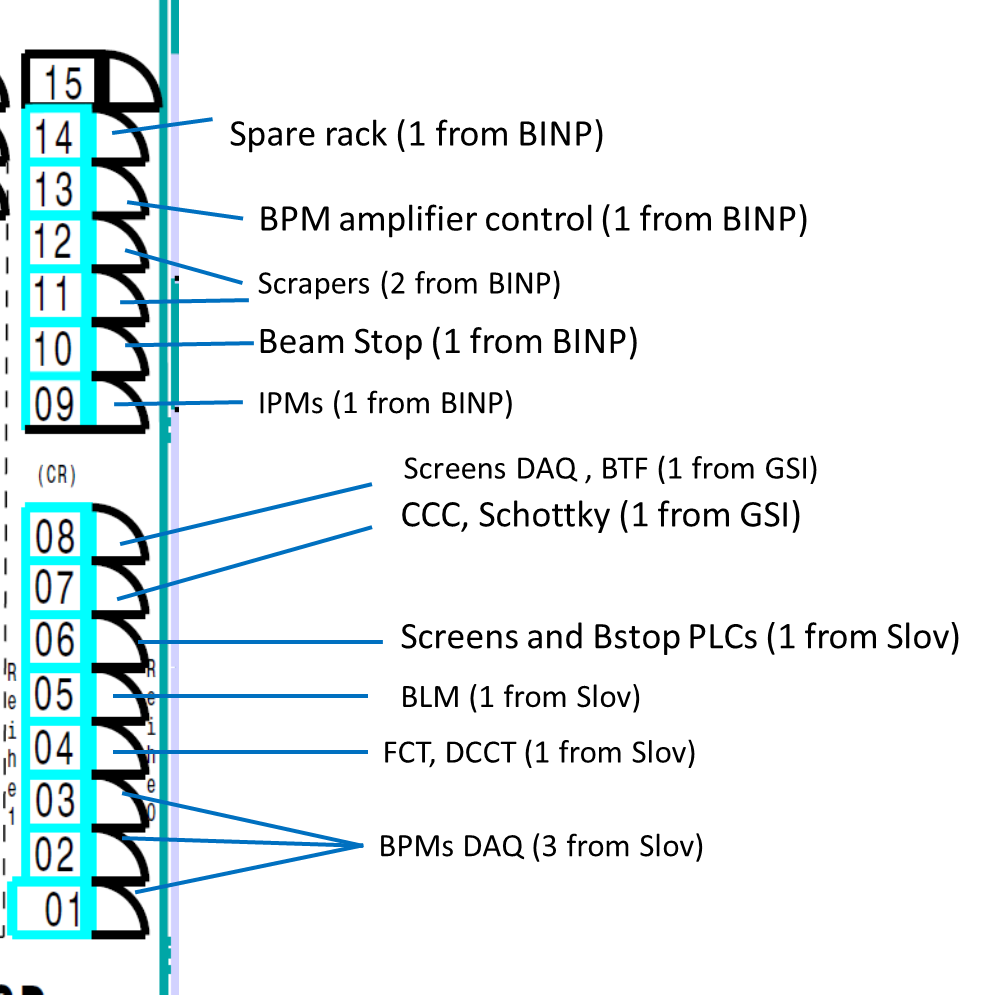 15
14
Spare rack (1 from BINP)
13
BPM amplifier control (1 from BINP)
12
Scrapers (2 from BINP)
11
10
Beam Stop (1 from BINP)
09
IPMs (1 from BINP)
(CR)
Screens DAQ , BTF (1 from GSI)
CCC, Schottky (1 from GSI)
08
07
06
Screens and Bstop PLCs (1 from Slov)
05
BLM (1 from Slov)
04
FCT, DCCT (1 from Slov)
03
02
BPMs DAQ (3 from Slov)
01
Reihe1
Reihe0